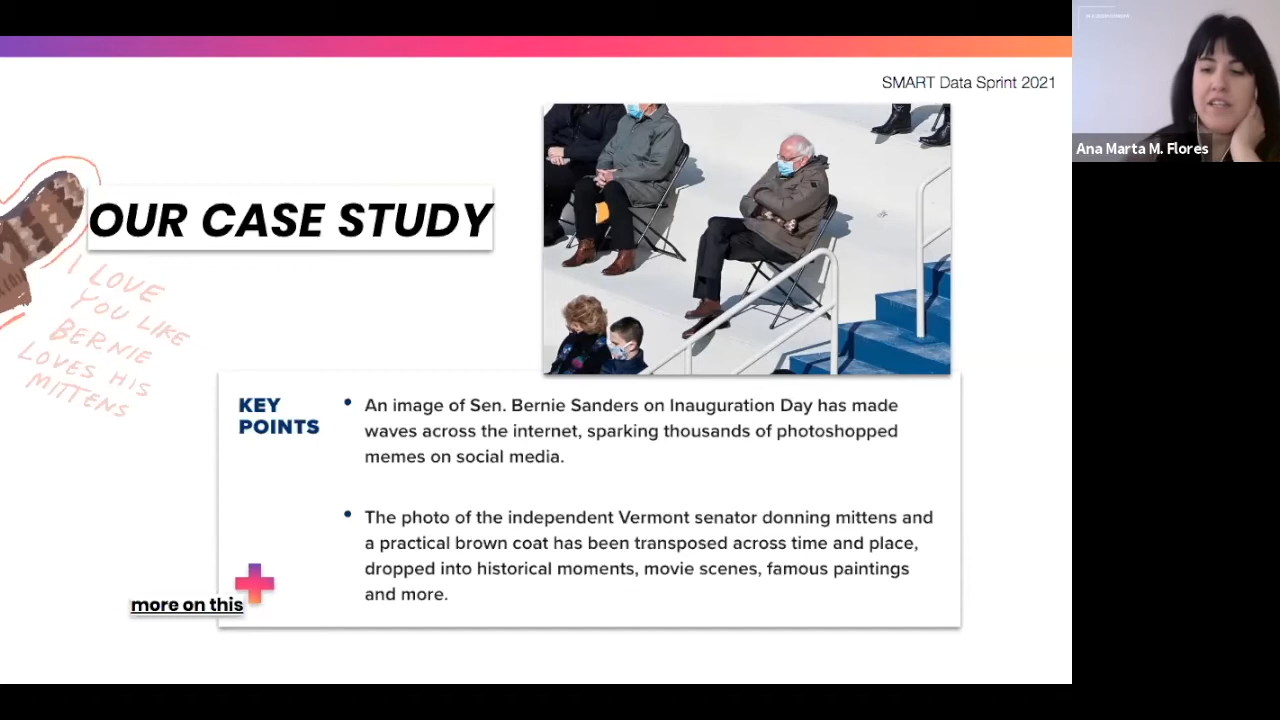 SMART Data Sprint 2021
Ana Marta M. Flores
OUR CASE STUDY
I LOVE
YOU LIKE
BERNIE
LOVES HIS
MITTENS
KEY
POINTS
• An image of Sen. Bernie Sanders on Inauguration Day has made
waves across the internet, sparking thousands of photoshopped
memes on social media.
• The photo of the independent Vermont senator donning mittens and
a practical brown coat has been transposed across time and place,
dropped into historical moments, movie scenes, famous paintings
and more.
more on this